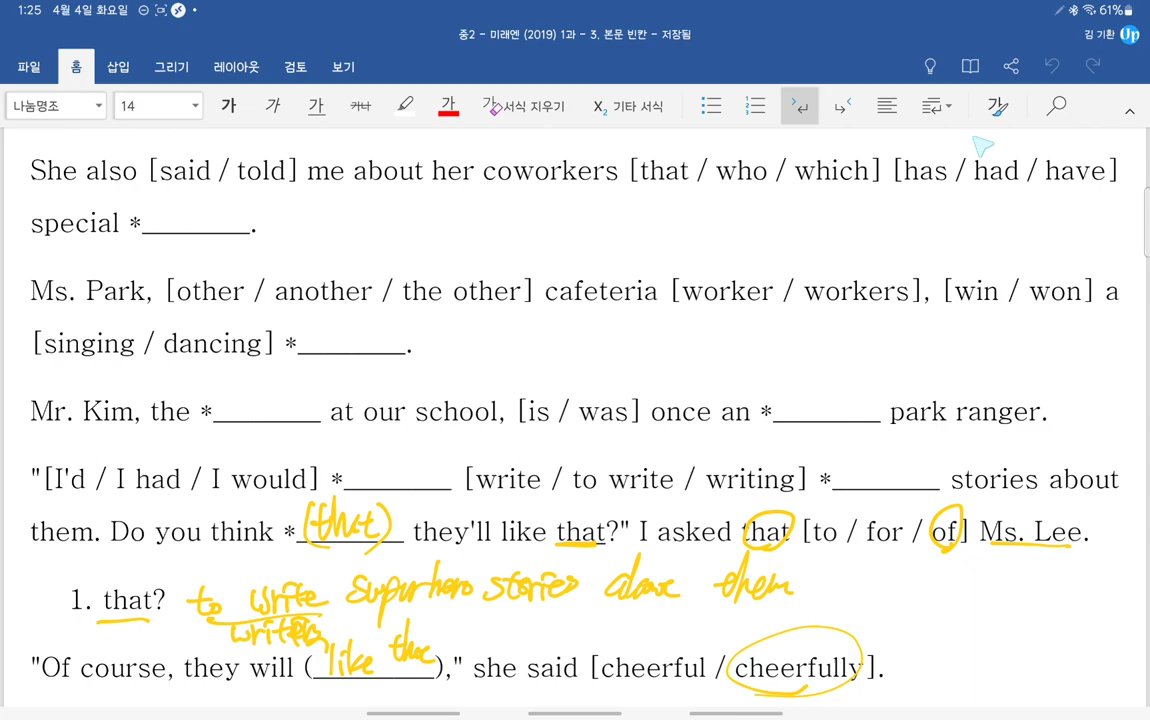 1:25 4월 4일 화요일 61%
중2 - 미래엔 (2019) 1과 - 3. 본문 빈칸 - 저장됨
김 기환 Up
파일 홈 삽입 그리기 레이아웃 검토 보기
나눔명조 14 가 가 가 가나 가 가 서식 지우기 X₂ 기타 서식 가
She also [said / told] me about her coworkers [that / who / which] [has / had / have]
special *________.
Ms. Park, [other / another / the other] cafeteria [worker / workers], [win / won] a
[singing / dancing] *________.
Mr. Kim, the *________ at our school, [is / was] once an *________ park ranger.
"[I'd / I had / I would] *________ [write / to write / writing] *________ stories about
them. Do you think *(that) they'll like that?" I asked that [to / for / of] Ms. Lee.
1. that? to write superhero stories them
writing
"Of course, they will (like), " she said [cheerful / cheerfully].